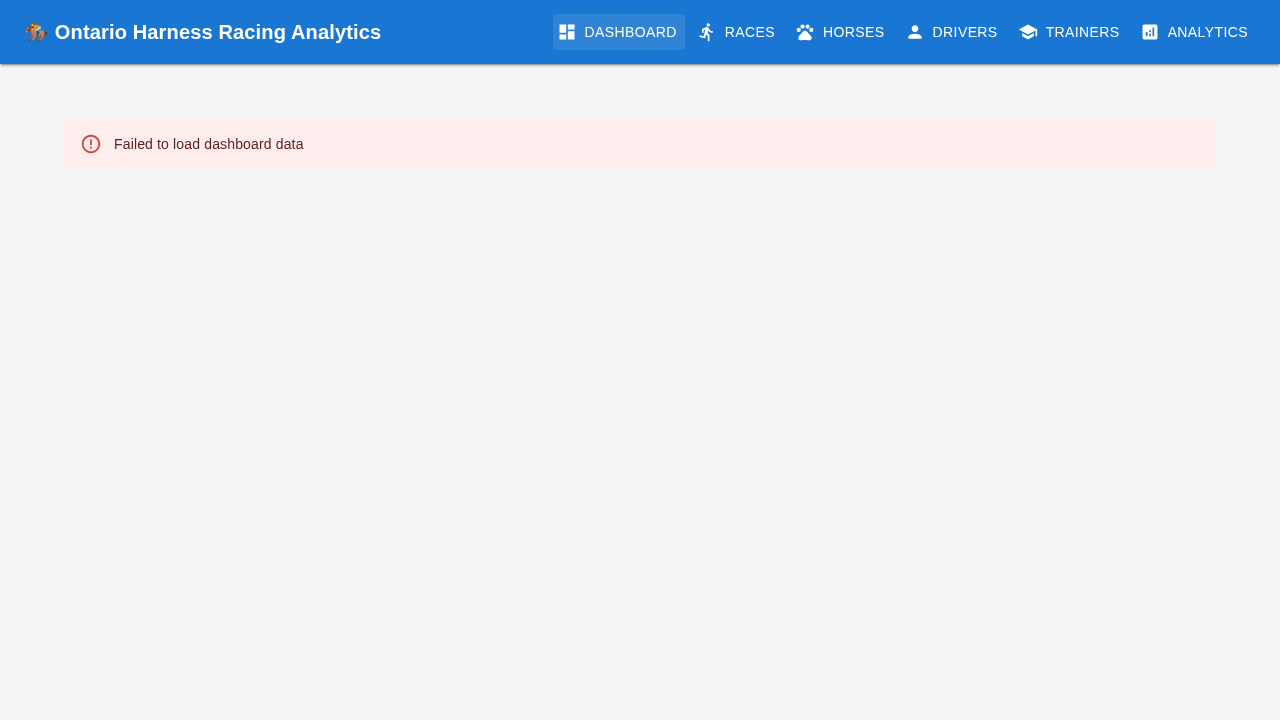 Ontario Harness Racing Analytics
DASHBOARD
RACES
HORSES
DRIVERS
TRAINERS
ANALYTICS
Failed to load dashboard data